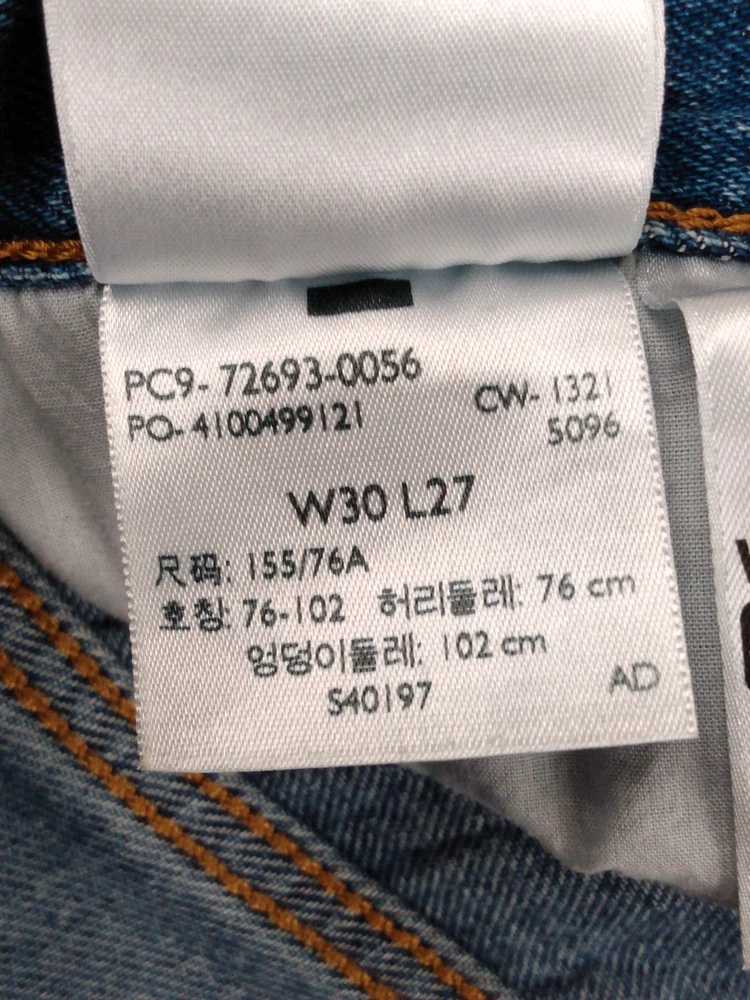 PC9-72693-0056
PO-4100499121
CW-1321
5096
W30 L27
尺码: 155/76A
호칭: 76-102 허리둘레: 76 cm
엉덩이둘레: 102 cm
S40197
AD